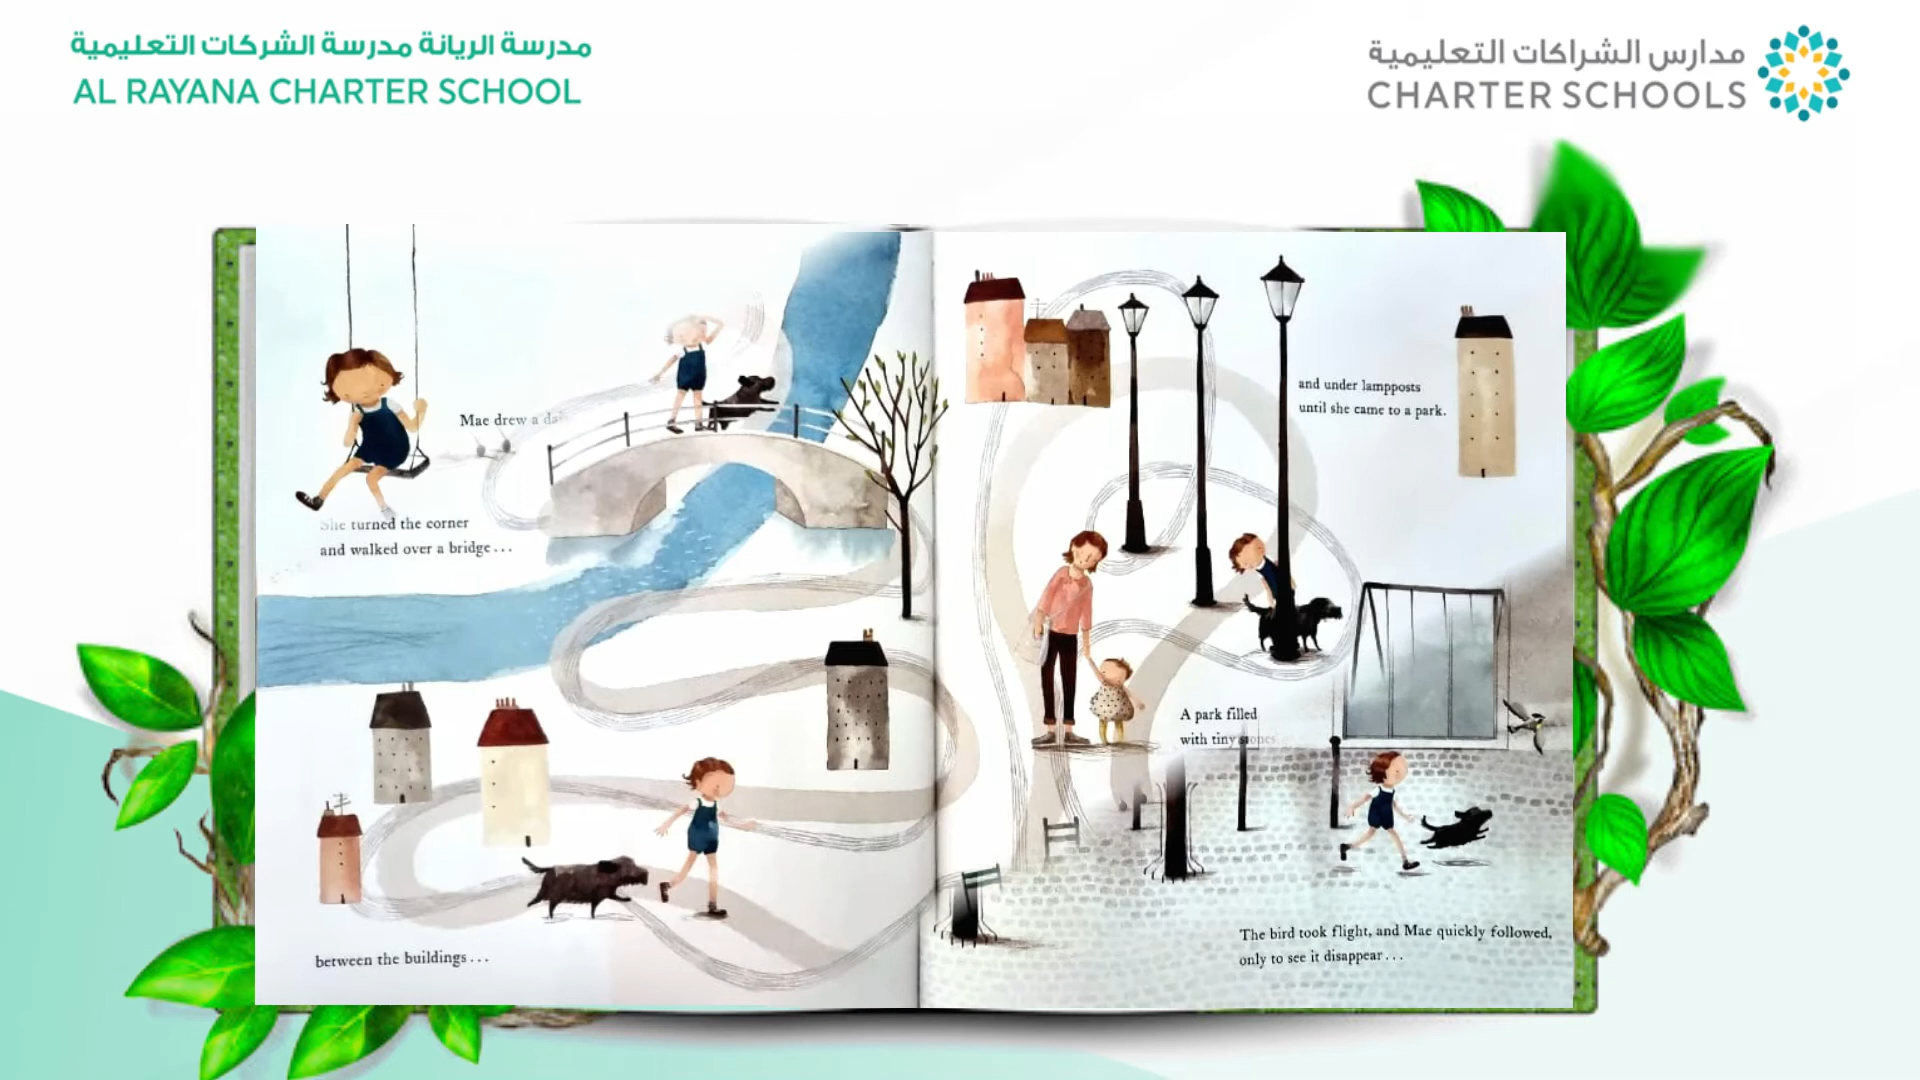 مدرسة الريانة مدرسة الشركات التعليمية
AL RAYANA CHARTER SCHOOL
مدارس الشراكات التعليمية
CHARTER SCHOOLS
Mae drew a
She turned the corner
and walked over a bridge...
between the buildings...
and under lampposts
until she came to a park.
A park filled
with tiny stones
The bird took flight, and Mae quickly followed,
only to see it disappear...